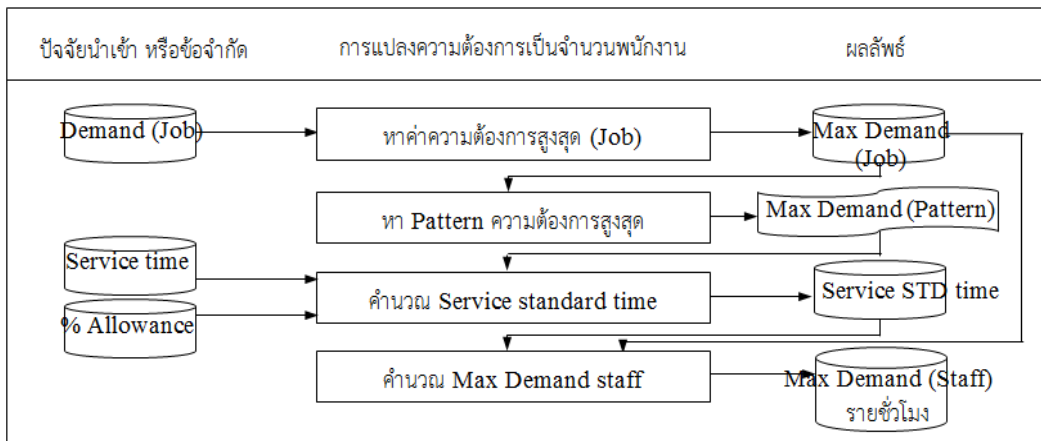 ปัจจัยนำเข้า หรือข้อจำกัด
การแปลงความต้องการเป็นจำนวนพนักงาน
ผลลัพธ์
Demand (Job)
หาค่าความต้องการสูงสุด (Job)
Max Demand
(Job)
หา Pattern ความต้องการสูงสุด
Max Demand (Pattern)
Service time
% Allowance
คำนวณ Service standard time
Service STD time
คำนวณ Max Demand staff
Max Demand (Staff)
รายชั่วโมง